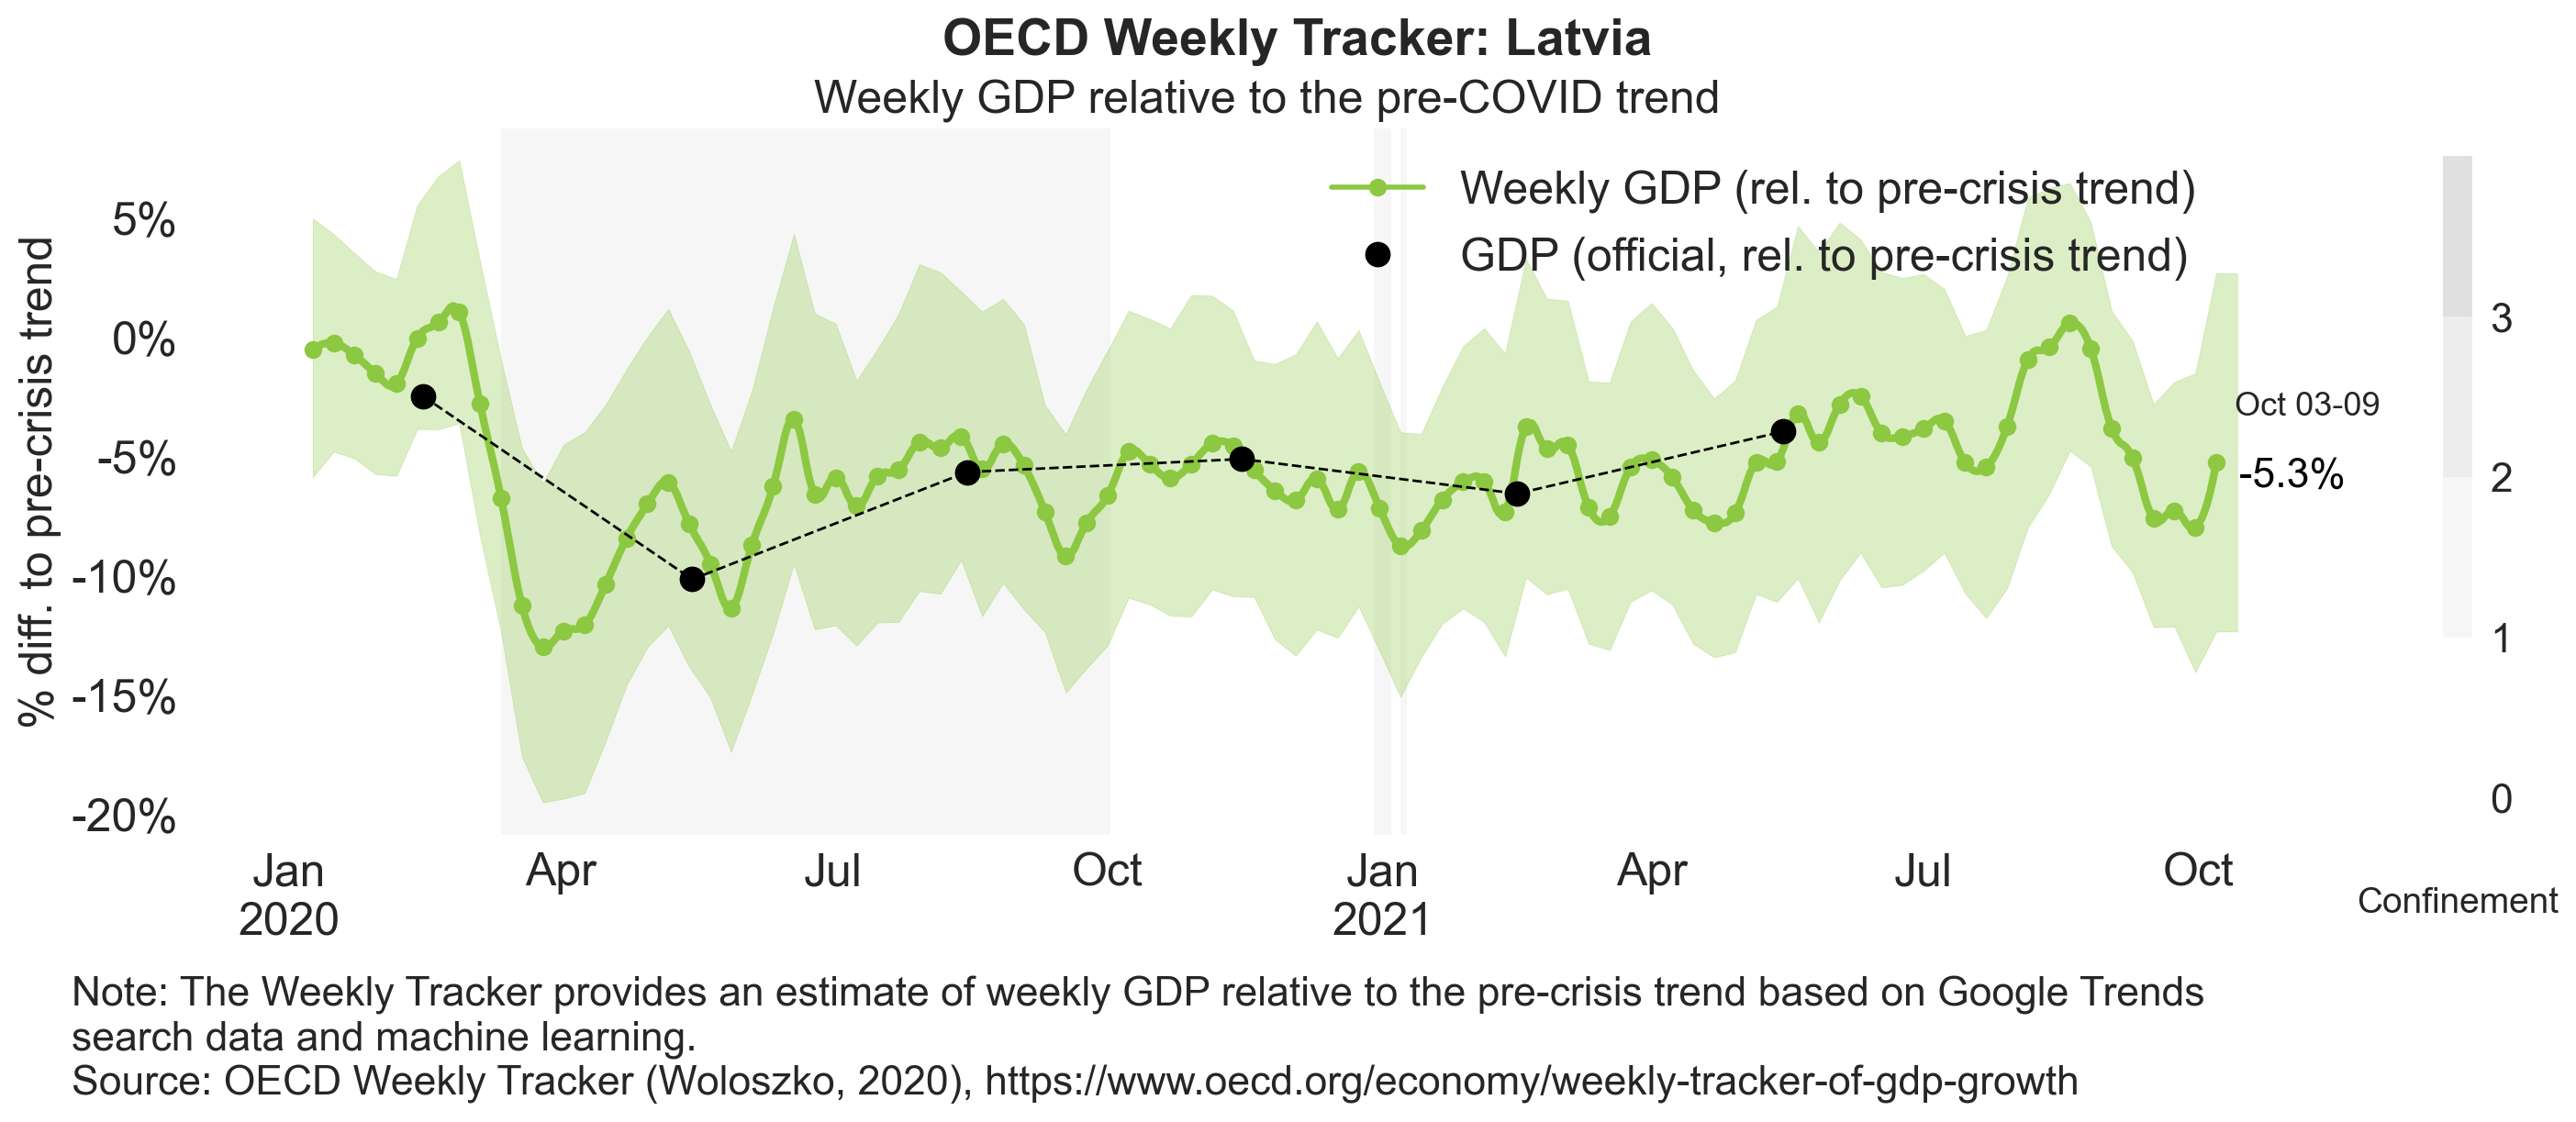 OECD Weekly Tracker: Latvia
Weekly GDP relative to the pre-COVID trend
% diff. to pre-crisis trend
5%
0%
-5%
-10%
-15%
-20%
Weekly GDP (rel. to pre-crisis trend)
GDP (official, rel. to pre-crisis trend)
Oct 03-09
-5.3%
3
2
1
0
Confinement
Jan Apr Jul Oct Jan Apr Jul Oct
2020 2021
Note: The Weekly Tracker provides an estimate of weekly GDP relative to the pre-crisis trend based on Google Trends
search data and machine learning.
Source: OECD Weekly Tracker (Woloszko, 2020), https://www.oecd.org/economy/weekly-tracker-of-gdp-growth